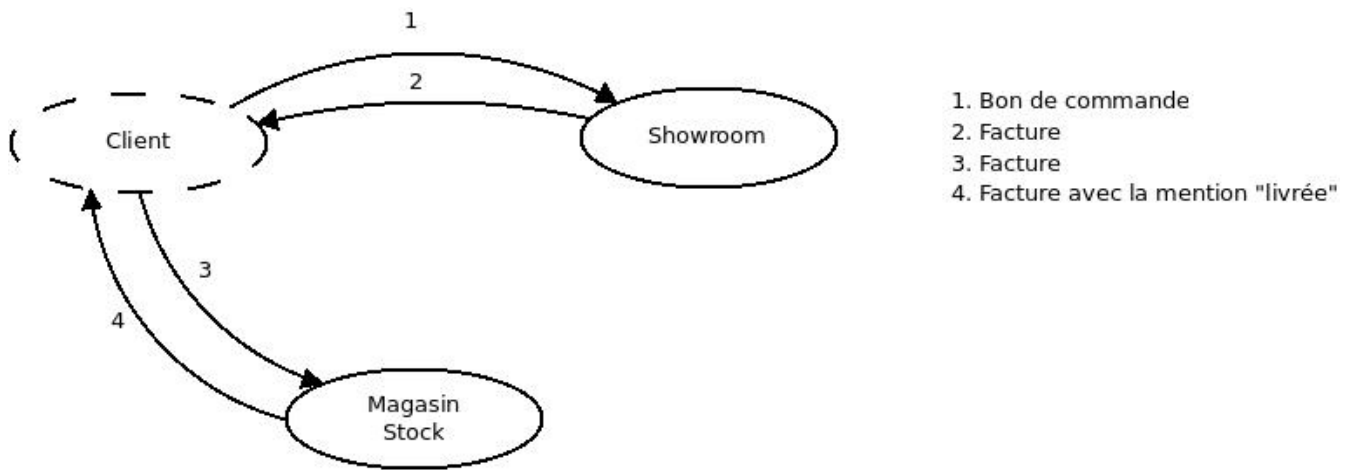 1
2
Client
Showroom
1. Bon de commande
2. Facture
3. Facture
4. Facture avec la mention "livrée"
3
4
Magasin
Stock